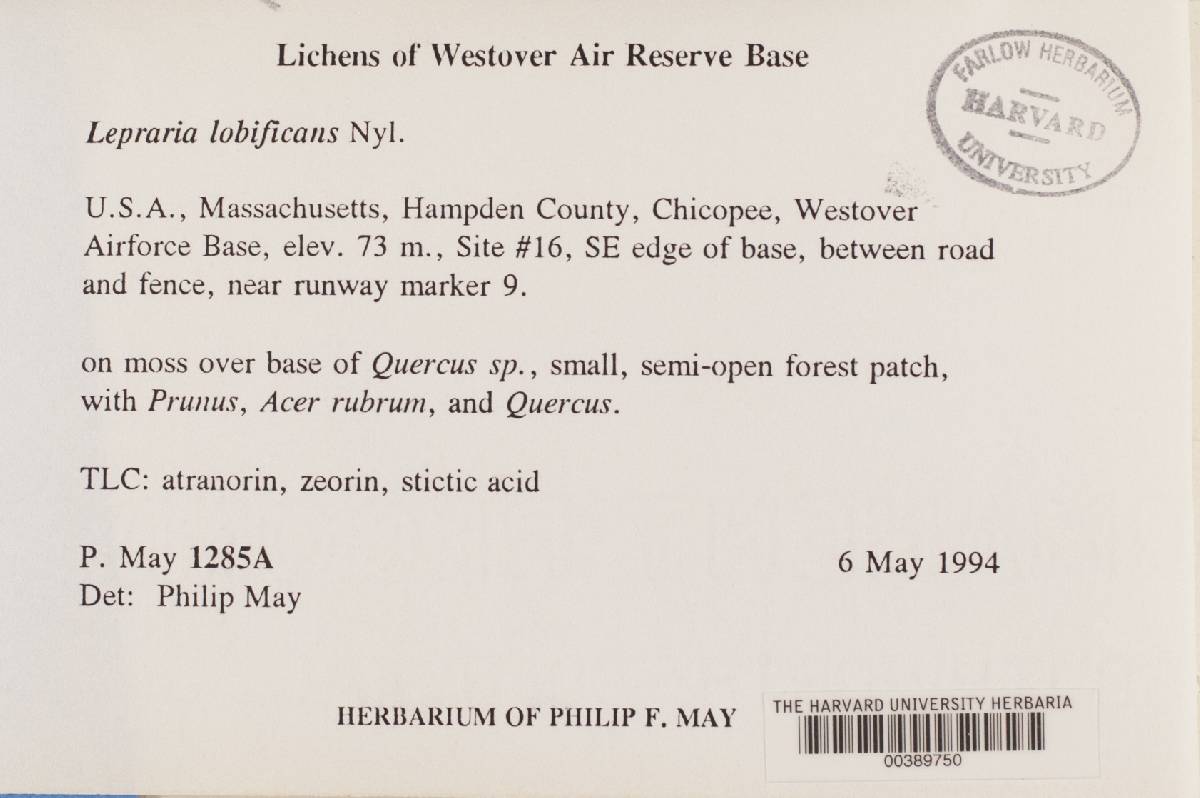 Lichens of Westover Air Reserve Base
FARLOW HERBARIUM
HARVARD
UNIVERSITY
Lepraria lobificans Nyl.
U.S.A., Massachusetts, Hampden County, Chicopee, Westover
Airforce Base, elev. 73 m., Site #16, SE edge of base, between road
and fence, near runway marker 9.
on moss over base of Quercus sp., small, semi-open forest patch,
with Prunus, Acer rubrum, and Quercus.
TLC: atranorin, zeorin, stictic acid
P. May 1285A
6 May 1994
Det: Philip May
HERBARIUM OF PHILIP F. MAY
THE HARVARD UNIVERSITY HERBARIA
00389750